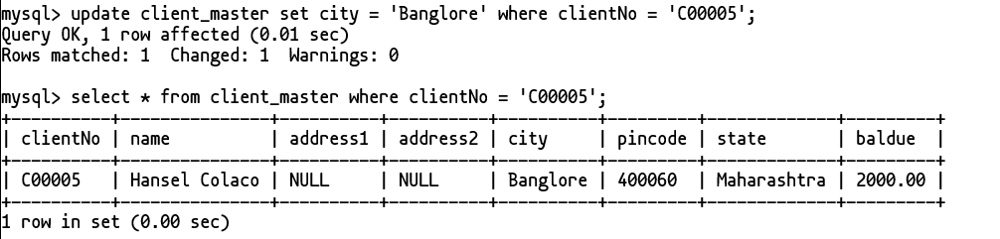 mysql> update client_master set city = 'Banglore' where clientNo = 'C00005';
Query OK, 1 row affected (0.01 sec)
Rows matched: 1  Changed: 1  Warnings: 0

mysql> select * from client_master where clientNo = 'C00005';
+----------+---------------+----------+----------+----------+---------+-------------+---------+
| clientNo | name          | address1 | address2 | city     | pincode | state       | baldue  |
+----------+---------------+----------+----------+----------+---------+-------------+---------+
| C00005   | Hansel Colaco | NULL     | NULL     | Banglore | 400060  | Maharashtra | 2000.00 |
+----------+---------------+----------+----------+----------+---------+-------------+---------+
1 row in set (0.00 sec)